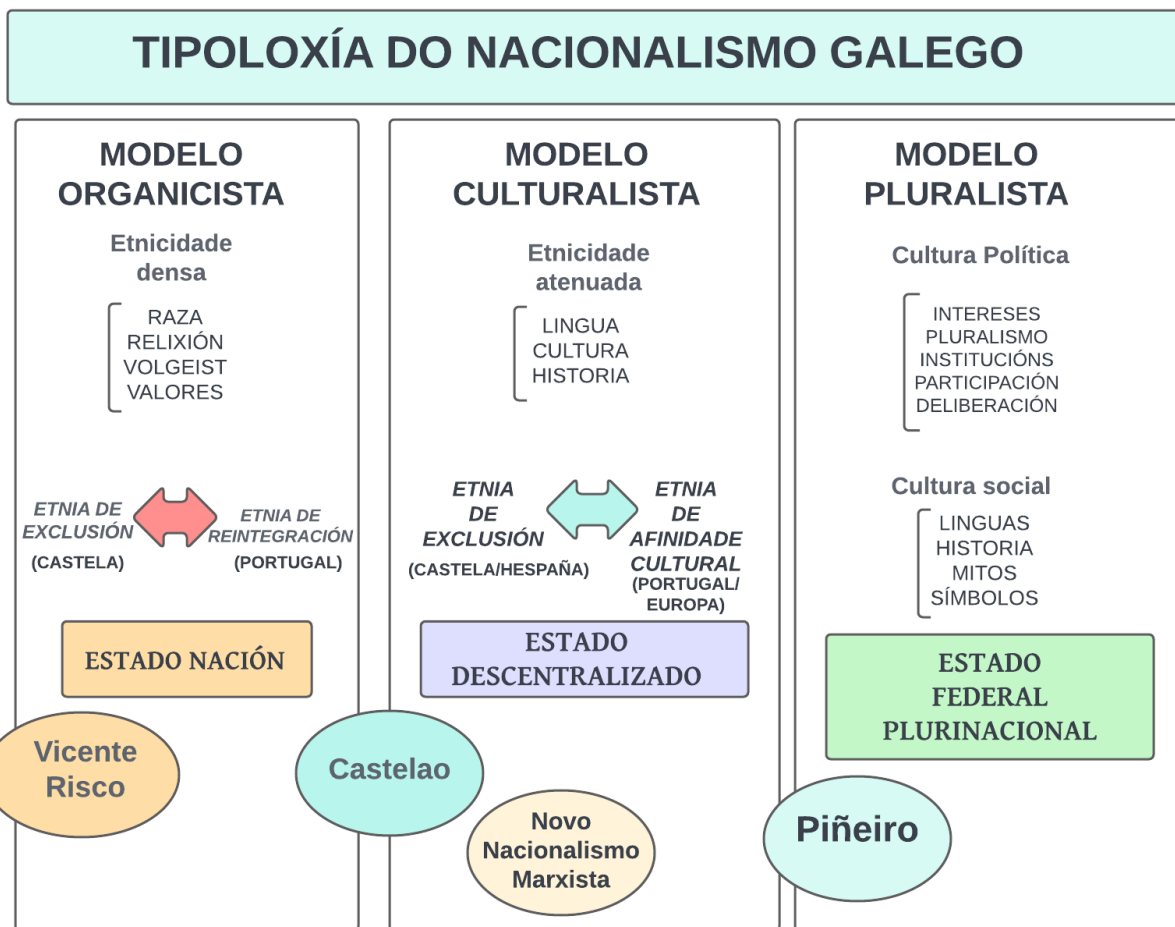 TIPOLOXÍA DO NACIONALISMO GALEGO
MODELO
ORGANICISTA
Etnicidade
densa
RAZA
RELIXIÓN
VOLGEIST
VALORES
ETNIA DE
EXCLUSIÓN
(CASTELA)
ETNIA DE
REINTEGRACIÓN
(PORTUGAL)
ESTADO NACIÓN
Vicente
Risco
MODELO
CULTURALISTA
Etnicidade
atenuada
LINGUA
CULTURA
HISTORIA
ETNIA
DE
EXCLUSIÓN
(CASTELA/HESPAÑA)
ETNIA
DE
AFINIDADE
CULTURAL
(PORTUGAL/
EUROPA)
ESTADO
DESCENTRALIZADO
Castelao
Novo
Nacionalismo
Marxista
MODELO
PLURALISTA
Cultura Política
INTERESES
PLURALISMO
INSTITUCIÓNS
PARTICIPACIÓN
DELIBERACIÓN
Cultura social
LINGUAS
HISTORIA
MITOS
SÍMBOLOS
ESTADO
FEDERAL
PLURINACIONAL
Piñeiro